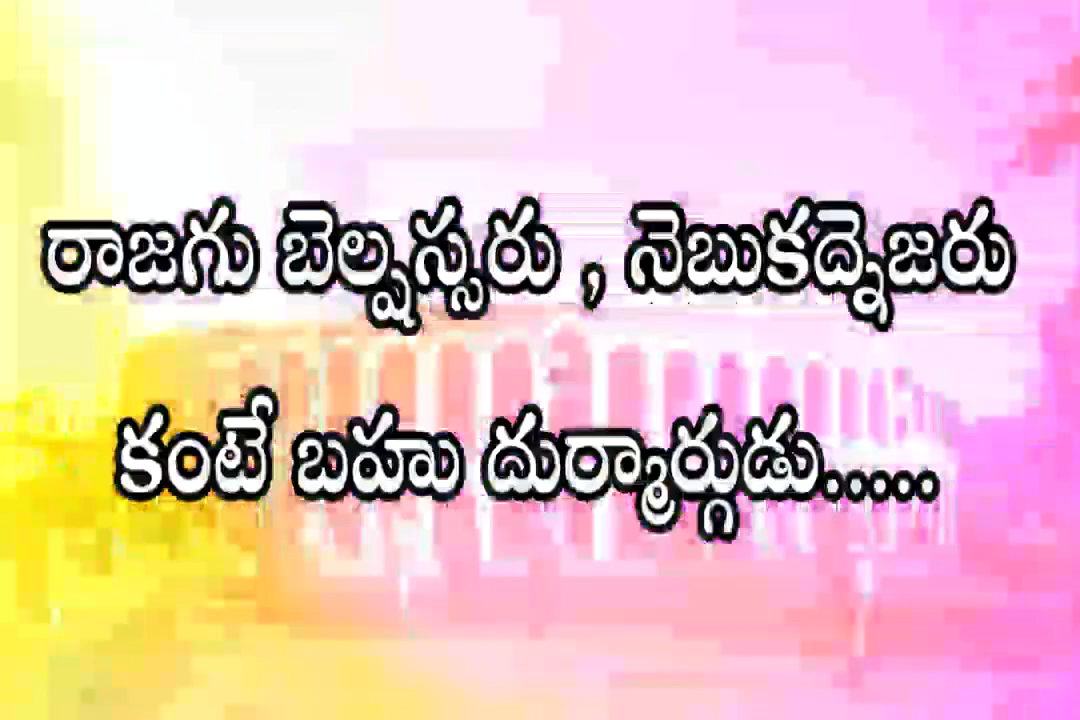 రాజగు బెల్షస్సరు , నెబుకద్నెజరు
కంటే బహు దుర్మార్గుడు.....